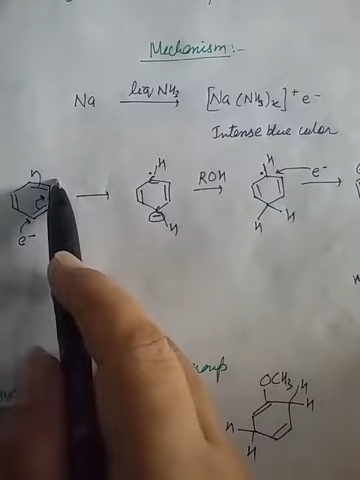 Mechanism:-
Na liq NH3 [Na (NH3)x]+ e-
Intense blue color
H H ROH H e-
e- H H H
OCH3 H
H H
H